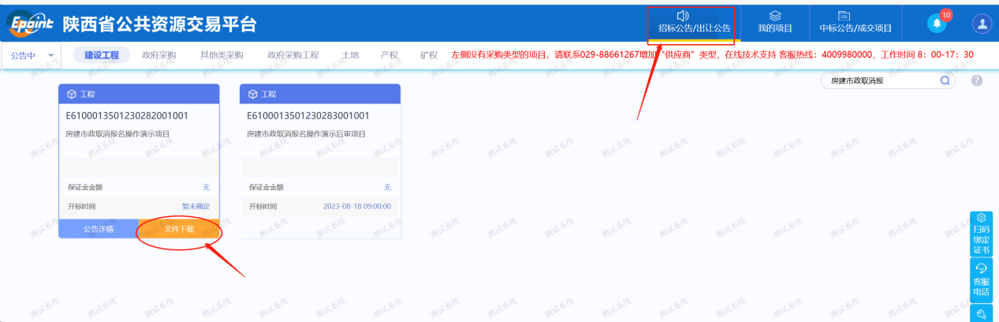 Epoint 陕西省公共资源交易平台
招标公告/出让公告
我的项目
中标公告/成交项目
10
公告中
建设工程 政府采购 其他类采购 政府采购工程 土地 产权 矿权
左侧没有采购类型的项目，请联系029-88661267增加 "供应商" 类型，在线技术支持 客服热线：4009980000，工作时间 8：00-17：30
房建市政取消报
?
工程
E6100013501230282001001
房建市政取消报名操作演示项目
保证金金额 无
开标时间 暂未确定
公告详情 文件下载
工程
E6100013501230283001001
房建市政取消报名操作演示后审项目
保证金金额 无
开标时间 2023-08-18 09:00:00
扫码
绑定
证书
客服
电话
测试系统